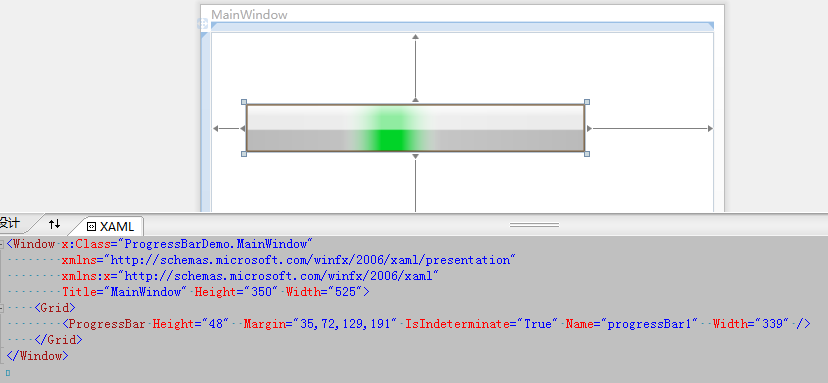 MainWindow
设计
XAML
<Window x:Class="ProgressBarDemo.MainWindow"
xmlns="http://schemas.microsoft.com/winfx/2006/xaml/presentation"
xmlns:x="http://schemas.microsoft.com/winfx/2006/xaml"
Title="MainWindow" Height="350" Width="525">
<Grid>
<ProgressBar Height="48"  Margin="35,72,129,191" IsIndeterminate="True" Name="progressBar1"  Width="339" />
</Grid>
</Window>